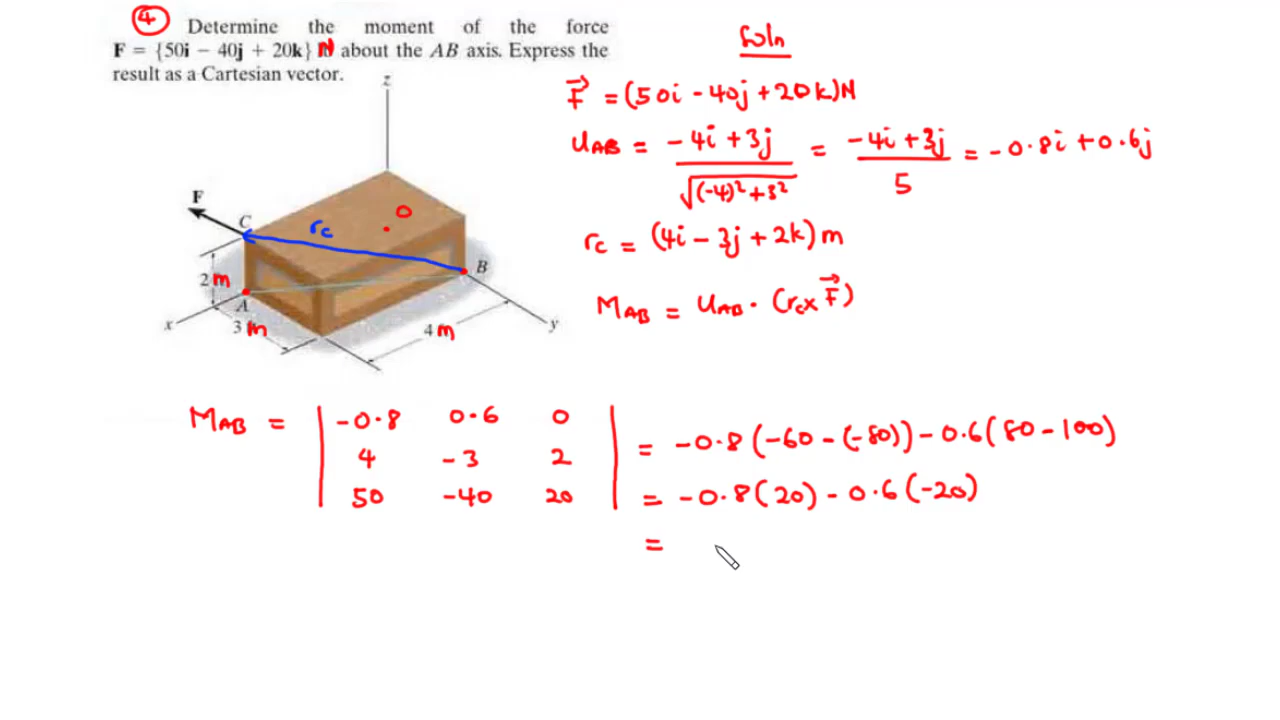 4 Determine the moment of the force
F = {50i − 40j + 20k} N about the AB axis. Express the
result as a Cartesian vector.
Soln
F = (50i - 40j + 20k)N
uAB = -4i + 3j / √(-4)² + 3² = -4i + 3j / 5 = -0.8i + 0.6j
rc = (4i - 3j + 2k)m
MAB = uAB · (rc x F)
z
F
C
rc
O
B
2 m
A
x
3 m
4 m
y
MAB = | -0.8 0.6 0 | = -0.8(-60 - (-80)) - 0.6(80 - 100)
4 -3 2
50 -40 20 = -0.8(20) - 0.6(-20)
=